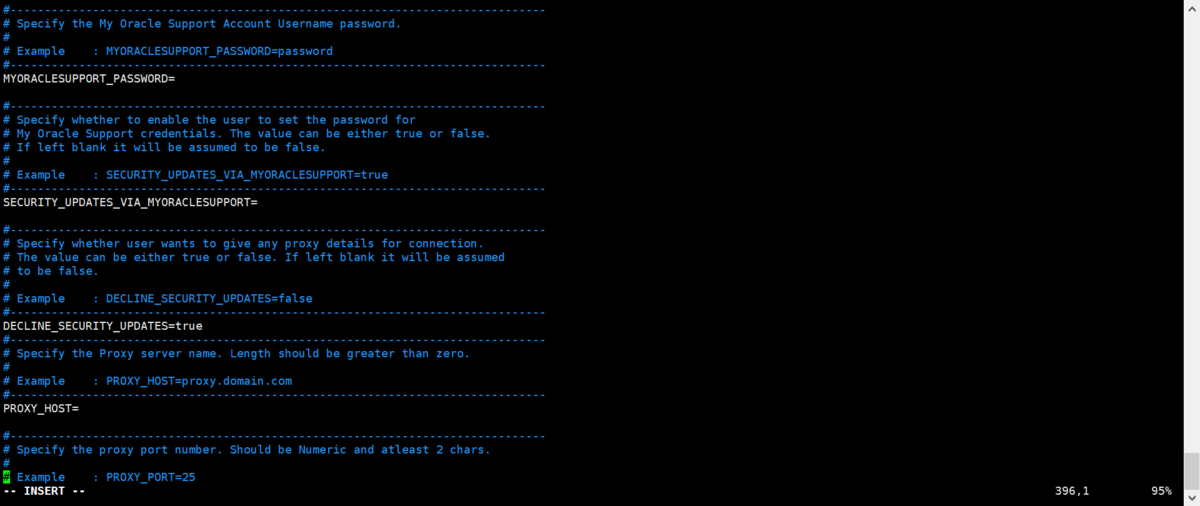 #------------------------------------------------------------------------------
# Specify the My Oracle Support Account Username password.
#
# Example    : MYORACLESUPPORT_PASSWORD=password
#------------------------------------------------------------------------------
MYORACLESUPPORT_PASSWORD=
#------------------------------------------------------------------------------
# Specify whether to enable the user to set the password for
# My Oracle Support credentials. The value can be either true or false.
# If left blank it will be assumed to be false.
#
# Example    : SECURITY_UPDATES_VIA_MYORACLESUPPORT=true
#------------------------------------------------------------------------------
SECURITY_UPDATES_VIA_MYORACLESUPPORT=
#------------------------------------------------------------------------------
# Specify whether user wants to give any proxy details for connection.
# The value can be either true or false. If left blank it will be assumed
# to be false.
#
# Example    : DECLINE_SECURITY_UPDATES=false
#------------------------------------------------------------------------------
DECLINE_SECURITY_UPDATES=true
#------------------------------------------------------------------------------
# Specify the Proxy server name. Length should be greater than zero.
#
# Example    : PROXY_HOST=proxy.domain.com
#------------------------------------------------------------------------------
PROXY_HOST=
#------------------------------------------------------------------------------
# Specify the proxy port number. Should be Numeric and atleast 2 chars.
#
# Example    : PROXY_PORT=25
-- INSERT -- 396,1 95%